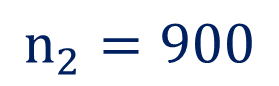 n₂ = 900